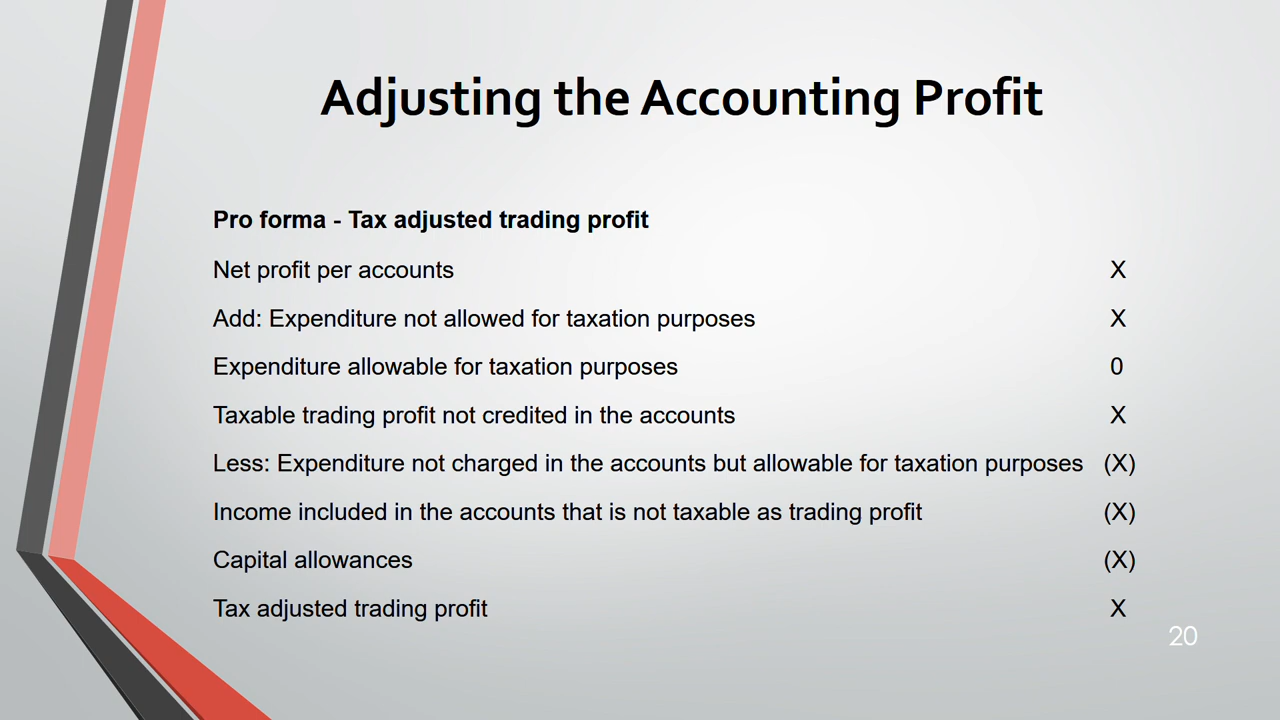 Adjusting the Accounting Profit
Pro forma - Tax adjusted trading profit
Net profit per accounts X
Add: Expenditure not allowed for taxation purposes X
Expenditure allowable for taxation purposes 0
Taxable trading profit not credited in the accounts X
Less: Expenditure not charged in the accounts but allowable for taxation purposes (X)
Income included in the accounts that is not taxable as trading profit (X)
Capital allowances (X)
Tax adjusted trading profit X
20